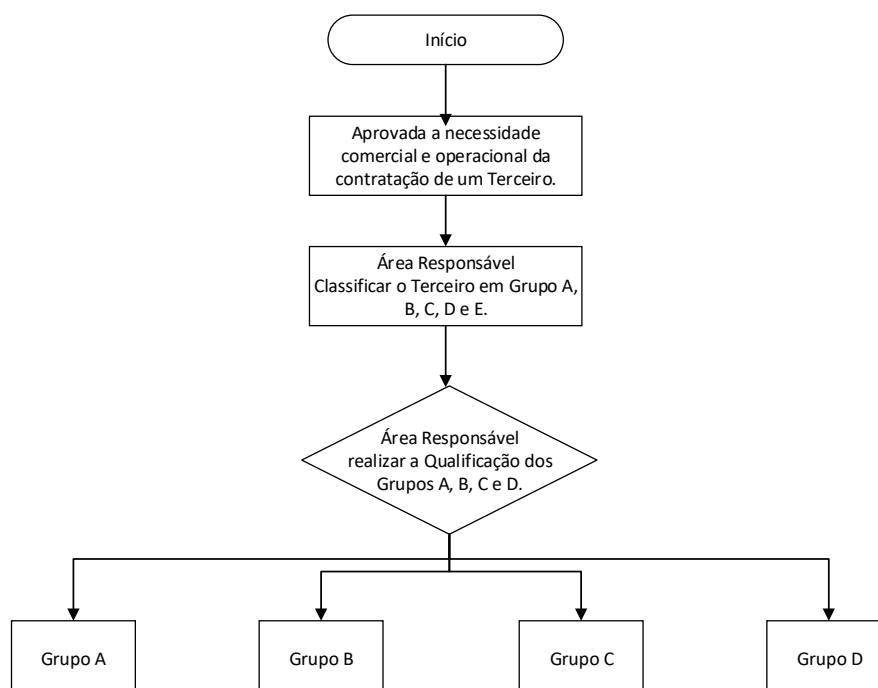 Início
Aprovada a necessidade
comercial e operacional da
contratação de um Terceiro.
Área Responsável
Classificar o Terceiro em Grupo A,
B, C, D e E.
Área Responsável
realizar a Qualificação dos
Grupos A, B, C e D.
Grupo A
Grupo B
Grupo C
Grupo D